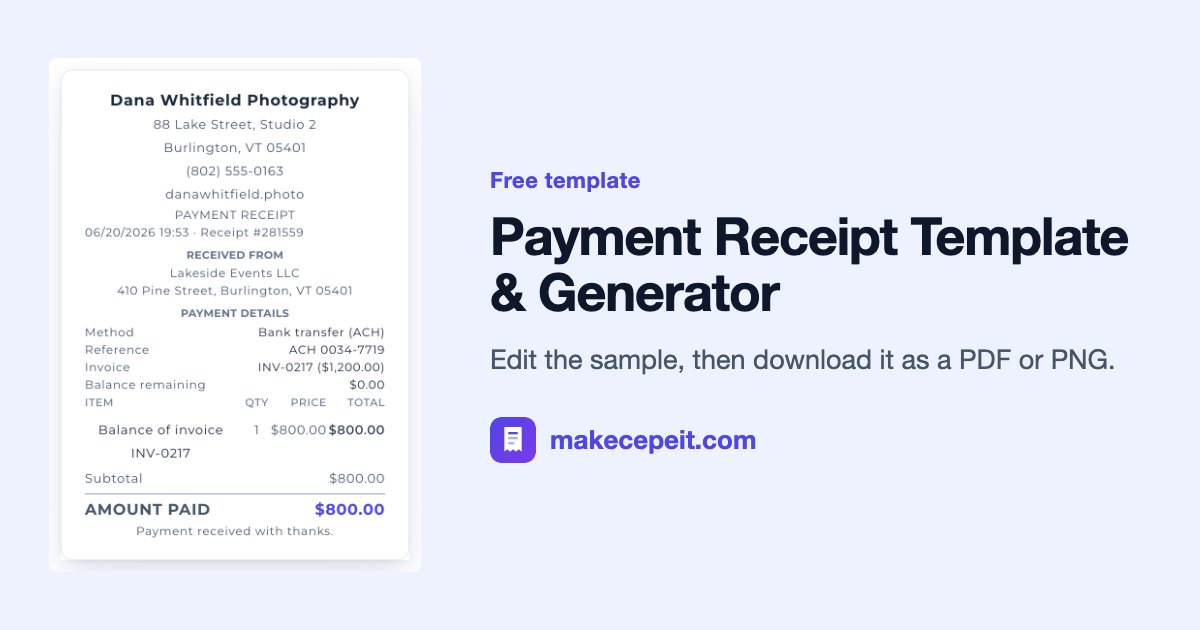 Dana Whitfield Photography
88 Lake Street, Studio 2
Burlington, VT 05401
(802) 555-0163
danawhitfield.photo
PAYMENT RECEIPT
06/20/2026 19:53 · Receipt #281559
RECEIVED FROM
Lakeside Events LLC
410 Pine Street, Burlington, VT 05401
PAYMENT DETAILS
Method Bank transfer (ACH)
Reference ACH 0034-7719
Invoice INV-0217 ($1,200.00)
Balance remaining $0.00
ITEM QTY PRICE TOTAL
Balance of invoice 1 $800.00 $800.00
INV-0217
Subtotal $800.00
AMOUNT PAID $800.00
Payment received with thanks.
Free template
Payment Receipt Template
& Generator
Edit the sample, then download it as a PDF or PNG.
makecepeit.com